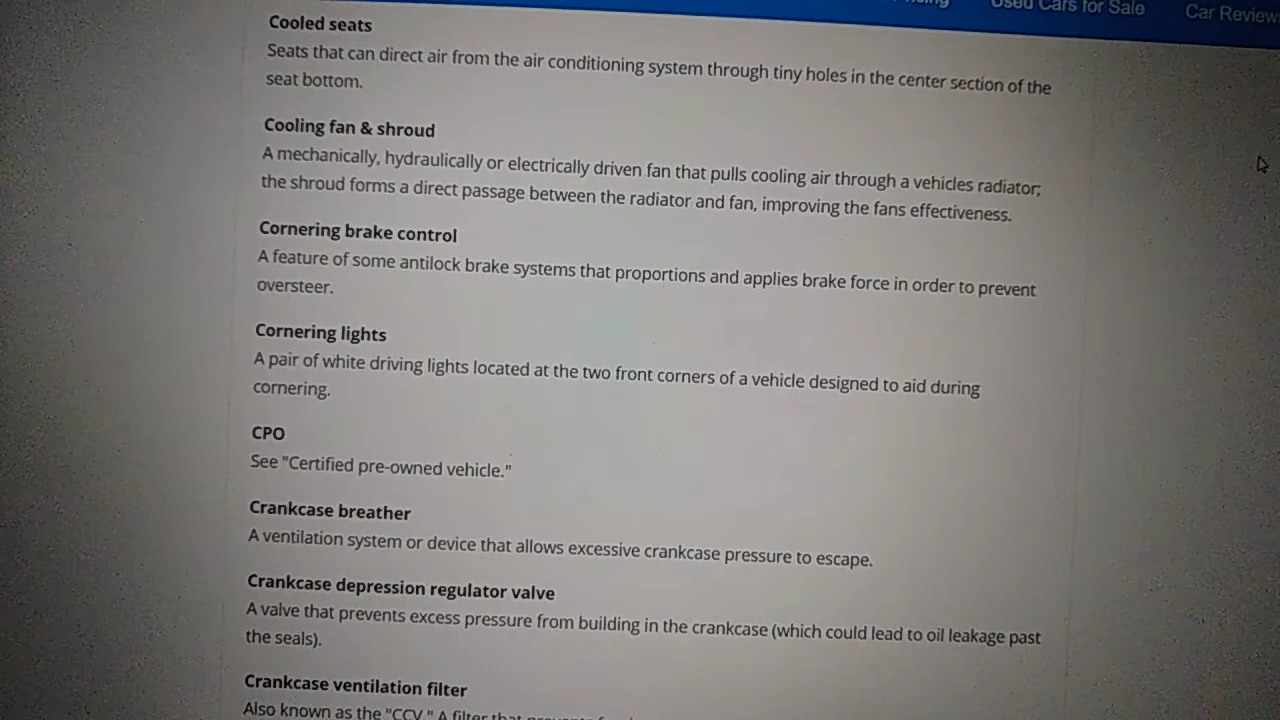 Used Cars for Sale Car Review
Cooled seats
Seats that can direct air from the air conditioning system through tiny holes in the center section of the
seat bottom.
Cooling fan & shroud
A mechanically, hydraulically or electrically driven fan that pulls cooling air through a vehicles radiator;
the shroud forms a direct passage between the radiator and fan, improving the fans effectiveness.
Cornering brake control
A feature of some antilock brake systems that proportions and applies brake force in order to prevent
oversteer.
Cornering lights
A pair of white driving lights located at the two front corners of a vehicle designed to aid during
cornering.
CPO
See "Certified pre-owned vehicle."
Crankcase breather
A ventilation system or device that allows excessive crankcase pressure to escape.
Crankcase depression regulator valve
A valve that prevents excess pressure from building in the crankcase (which could lead to oil leakage past
the seals).
Crankcase ventilation filter
Also known as the "CCV." A filter that